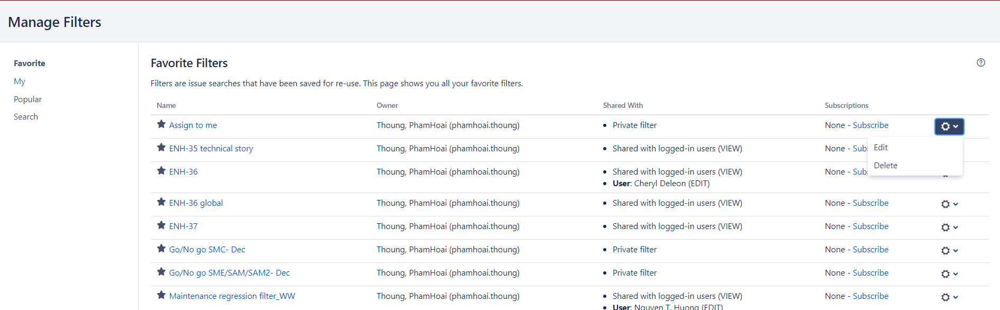 Manage Filters
Favorite
My
Popular
Search
Favorite Filters
Filters are issue searches that have been saved for re-use. This page shows you all your favorite filters.
Name Owner Shared With Subscriptions
Assign to me Thoung, PhamHoai (phamhoai.thoung) • Private filter None - Subscribe
ENH-35 technical story Thoung, PhamHoai (phamhoai.thoung) • Shared with logged-in users (VIEW) None -
Edit
Delete
ENH-36 Thoung, PhamHoai (phamhoai.thoung) • Shared with logged-in users (VIEW) None -
• User: Cheryl Deleon (EDIT)
ENH-36 global Thoung, PhamHoai (phamhoai.thoung) • Shared with logged-in users (VIEW) None - Subscribe
ENH-37 Thoung, PhamHoai (phamhoai.thoung) • Shared with logged-in users (VIEW) None - Subscribe
Go/No go SMC- Dec Thoung, PhamHoai (phamhoai.thoung) • Private filter None - Subscribe
Go/No go SME/SAM/SAM2- Dec Thoung, PhamHoai (phamhoai.thoung) • Private filter None - Subscribe
Maintenance regression filter_WW Thoung, PhamHoai (phamhoai.thoung) • Shared with logged-in users (VIEW) None - Subscribe
• User: Nguyen T. Huong (EDIT)